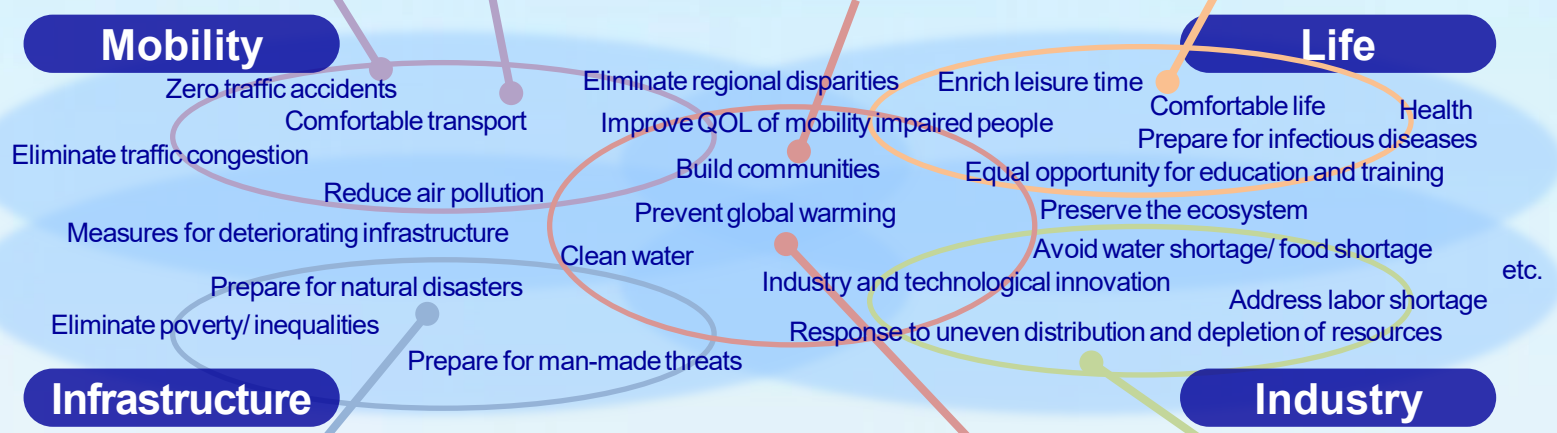 Mobility
Life
Zero traffic accidents
Eliminate regional disparities
Enrich leisure time
Comfortable transport
Improve QOL of mobility impaired people
Comfortable life
Health
Prepare for infectious diseases
Eliminate traffic congestion
Build communities
Equal opportunity for education and training
Reduce air pollution
Prevent global warming
Preserve the ecosystem
Measures for deteriorating infrastructure
Clean water
Avoid water shortage/ food shortage
Industry and technological innovation
etc.
Prepare for natural disasters
Address labor shortage
Eliminate poverty/ inequalities
Response to uneven distribution and depletion of resources
Prepare for man-made threats
Infrastructure
Industry